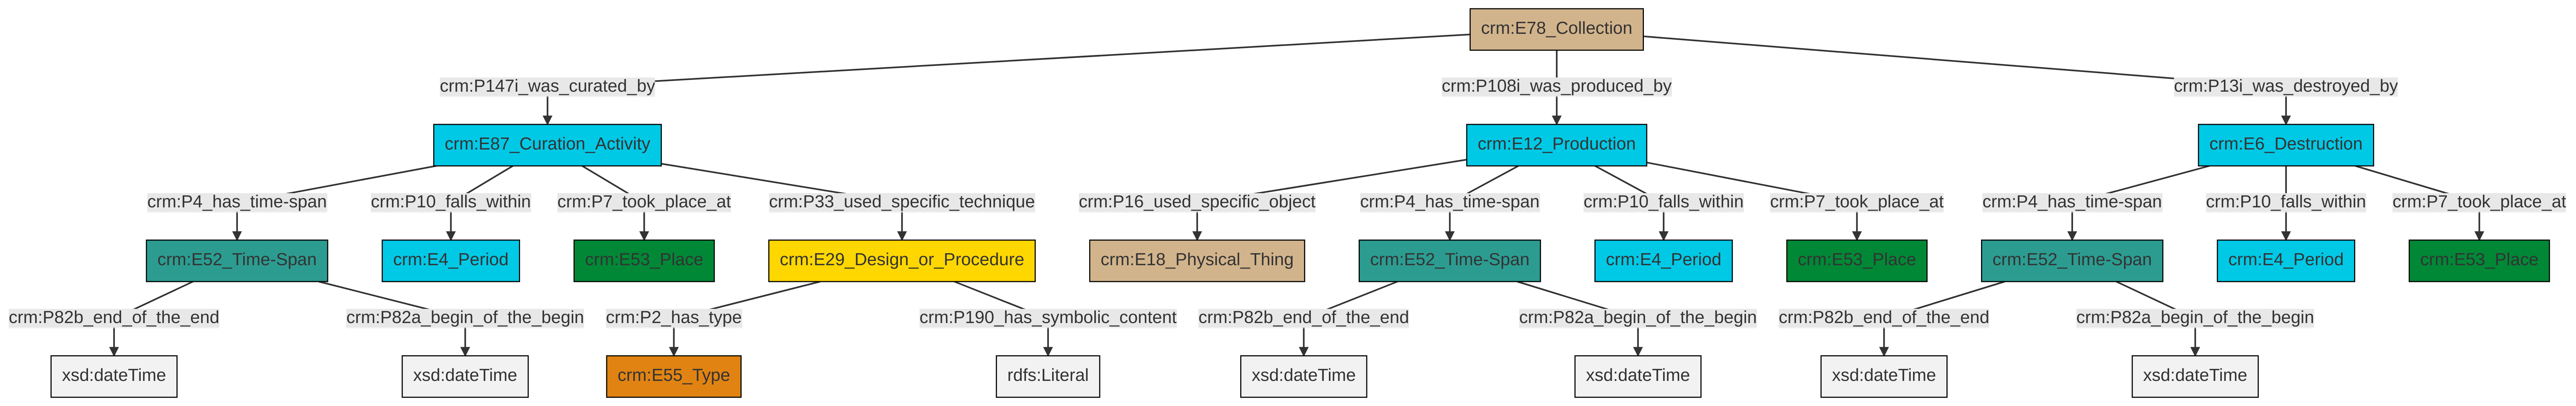 crm:E78_Collection
crm:P147i_was_curated_by
crm:P108i_was_produced_by
crm:P13i_was_destroyed_by
crm:E87_Curation_Activity
crm:E12_Production
crm:E6_Destruction
crm:P4_has_time-span
crm:P10_falls_within
crm:P7_took_place_at
crm:P33_used_specific_technique
crm:P16_used_specific_object
crm:P4_has_time-span
crm:P10_falls_within
crm:P7_took_place_at
crm:P4_has_time-span
crm:P10_falls_within
crm:P7_took_place_at
crm:E52_Time-Span
crm:E4_Period
crm:E53_Place
crm:E29_Design_or_Procedure
crm:E18_Physical_Thing
crm:E52_Time-Span
crm:E4_Period
crm:E53_Place
crm:E52_Time-Span
crm:E4_Period
crm:E53_Place
crm:P82b_end_of_the_end
crm:P82a_begin_of_the_begin
crm:P2_has_type
crm:P190_has_symbolic_content
crm:P82b_end_of_the_end
crm:P82a_begin_of_the_begin
crm:P82b_end_of_the_end
crm:P82a_begin_of_the_begin
xsd:dateTime
xsd:dateTime
crm:E55_Type
rdfs:Literal
xsd:dateTime
xsd:dateTime
xsd:dateTime
xsd:dateTime